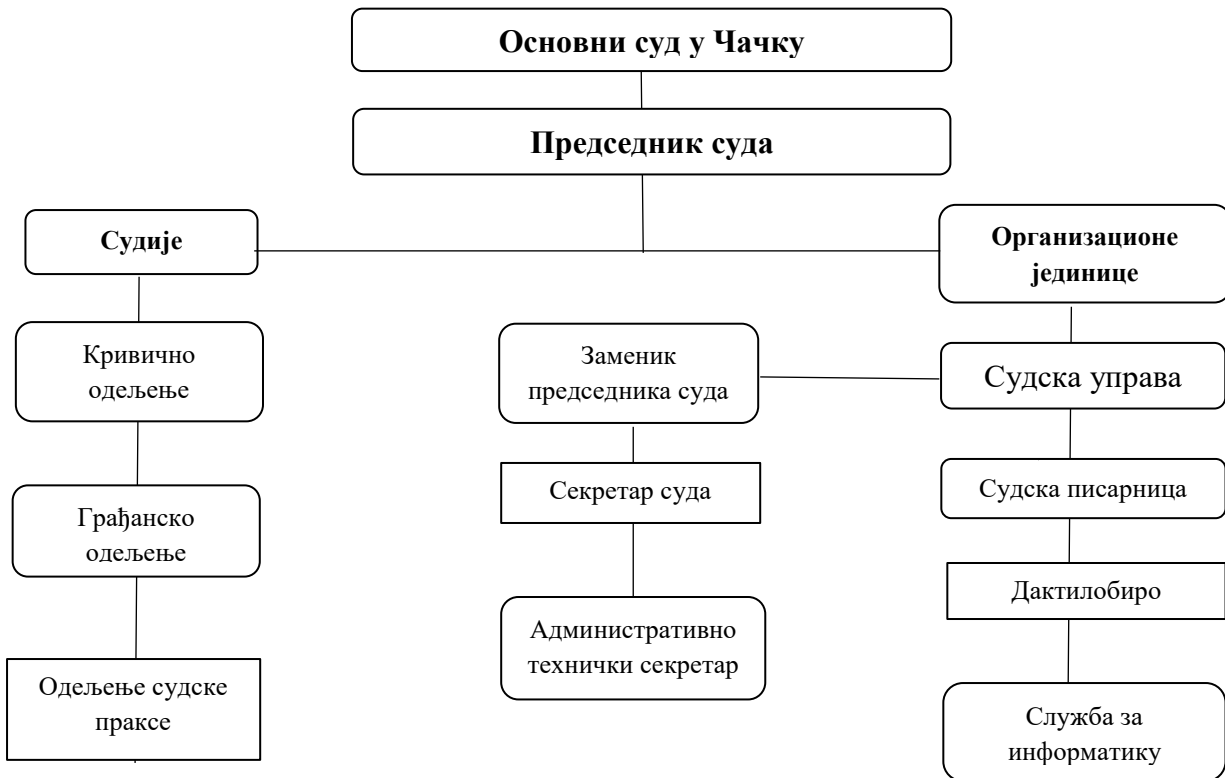 Основни суд у Чачку
Председник суда
Судије
Организационе
јединице
Кривично
одељење
Заменик
председника суда
Судска управа
Секретар суда
Судска писарница
Грађанско
одељење
Дактилобиро
Административно
технички секретар
Одељење судске
праксе
Служба за
информатику